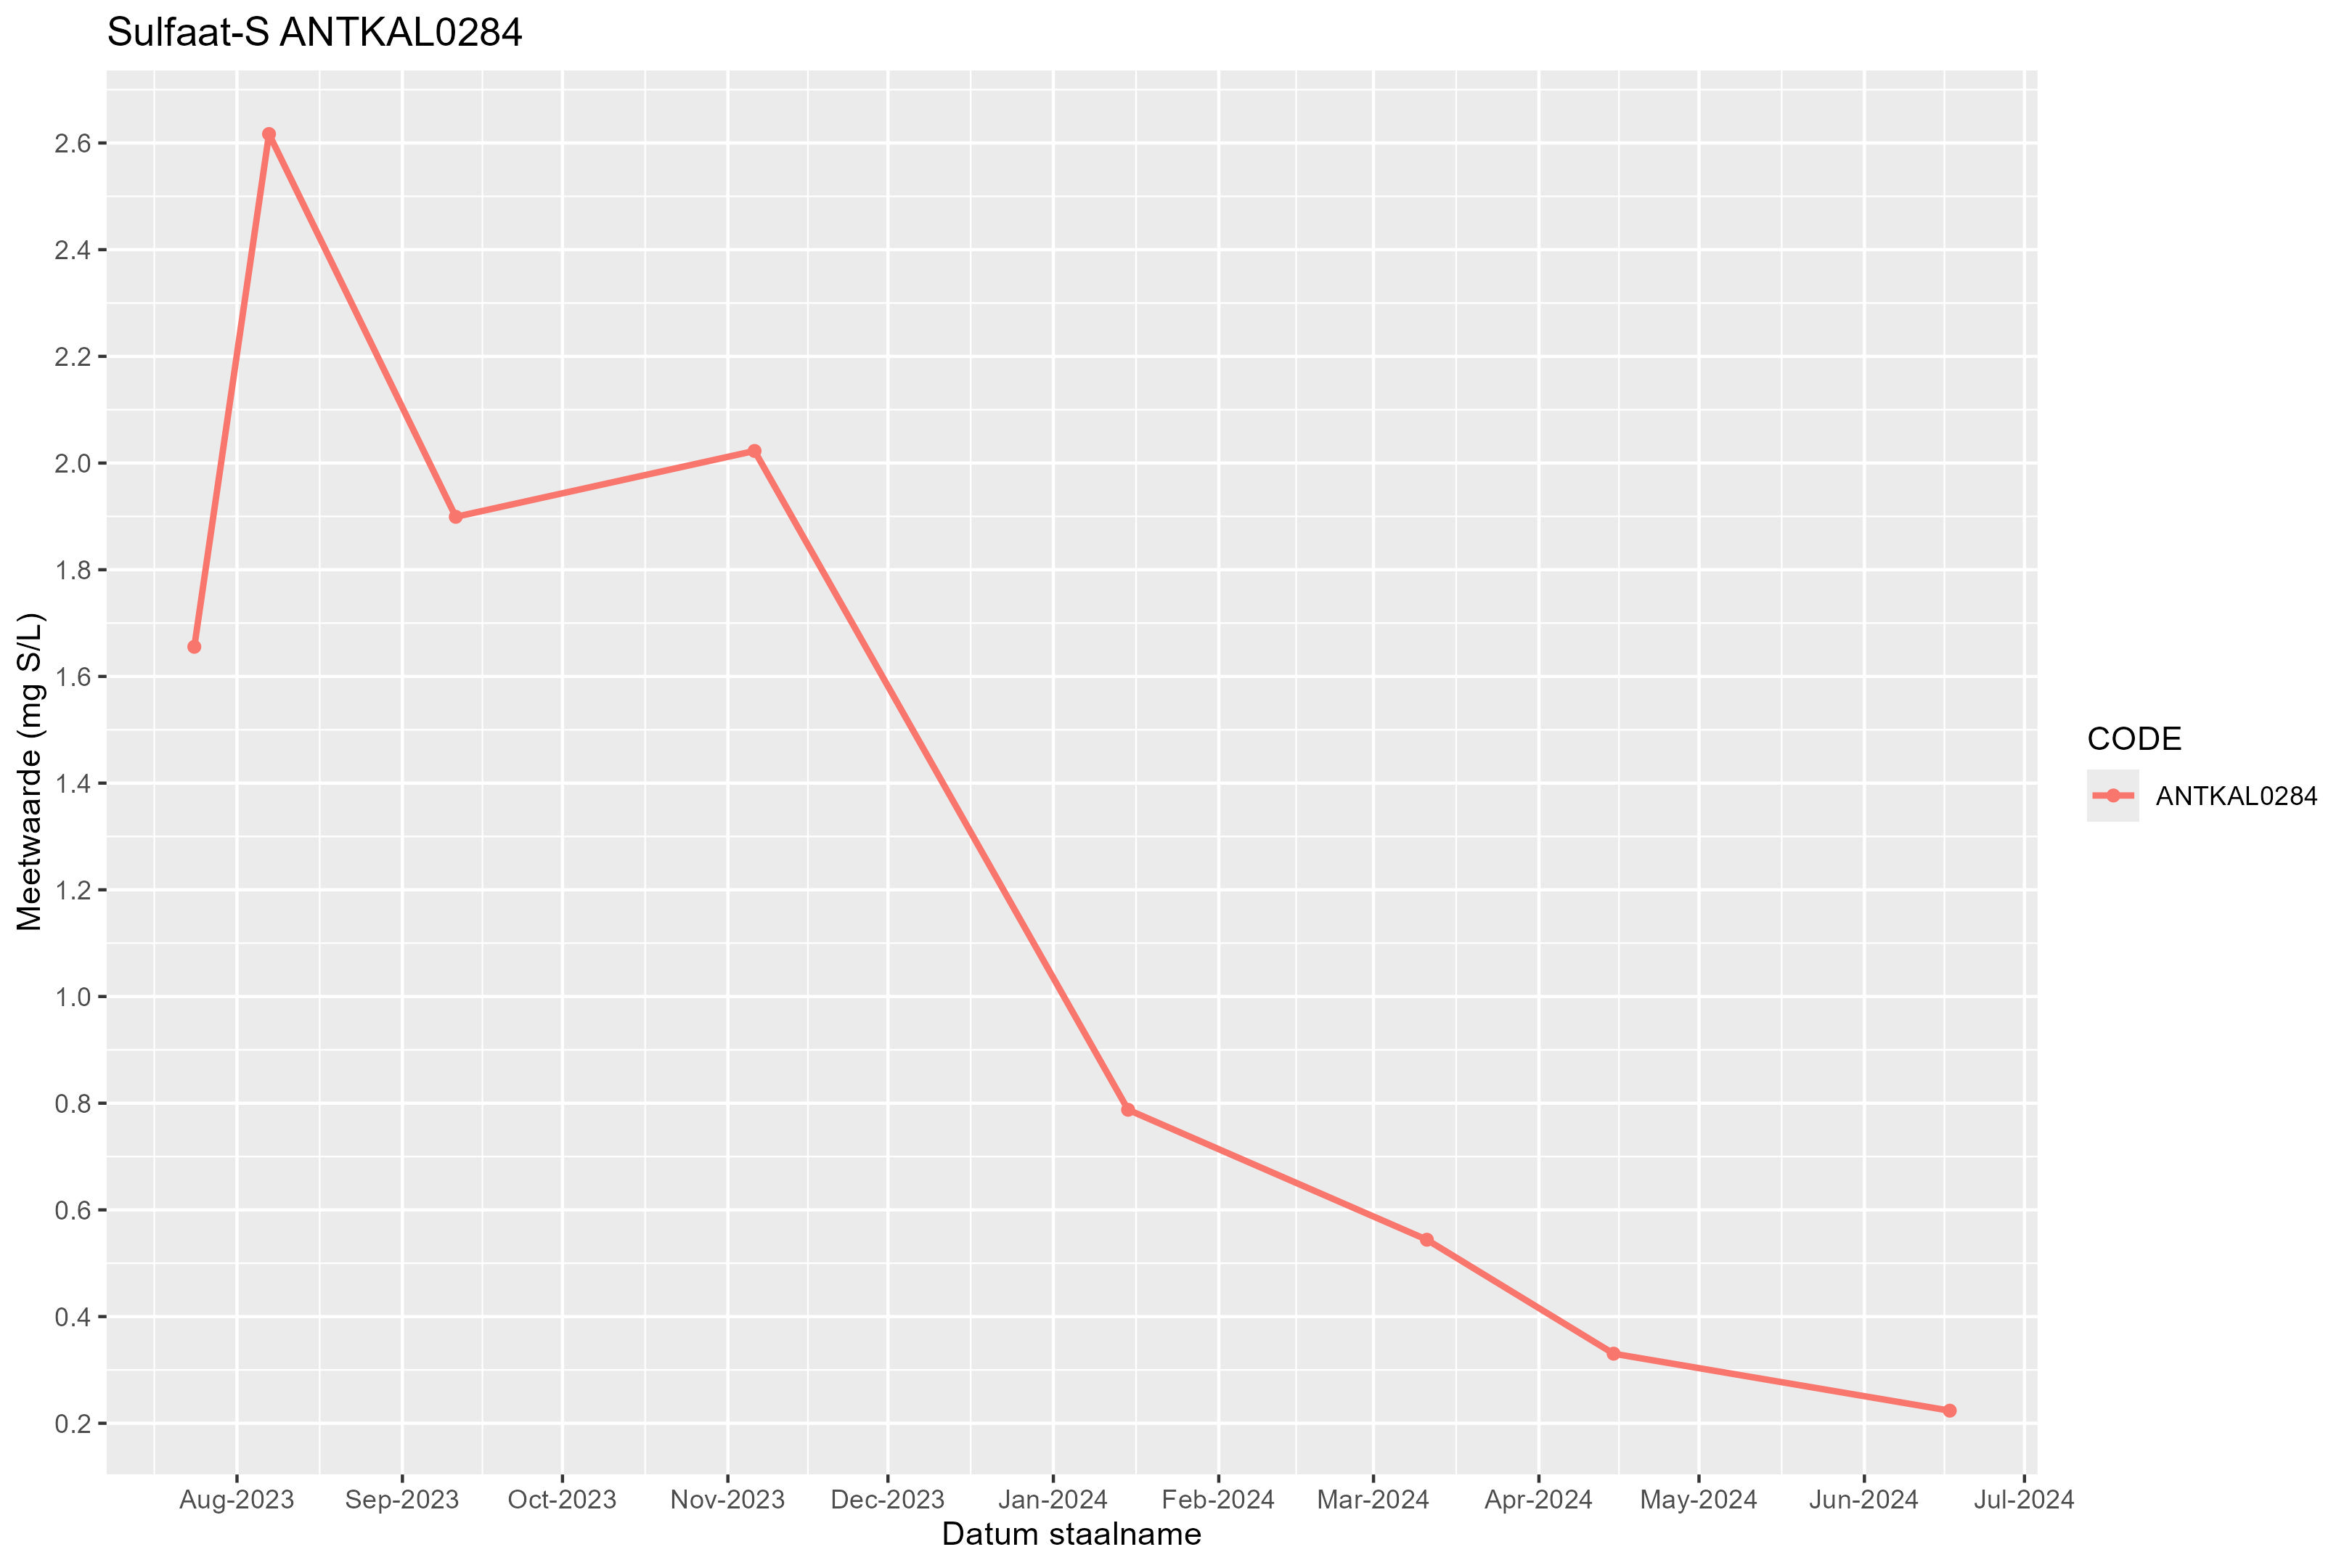 Sulfaat-S ANTKAL0284
Meetwaarde (mg S/L)
2.6
2.4
2.2
2.0
1.8
1.6
1.4
1.2
1.0
0.8
0.6
0.4
0.2
Aug-2023 Sep-2023 Oct-2023 Nov-2023 Dec-2023 Jan-2024 Feb-2024 Mar-2024 Apr-2024 May-2024 Jun-2024 Jul-2024
Datum staalname
CODE
ANTKAL0284